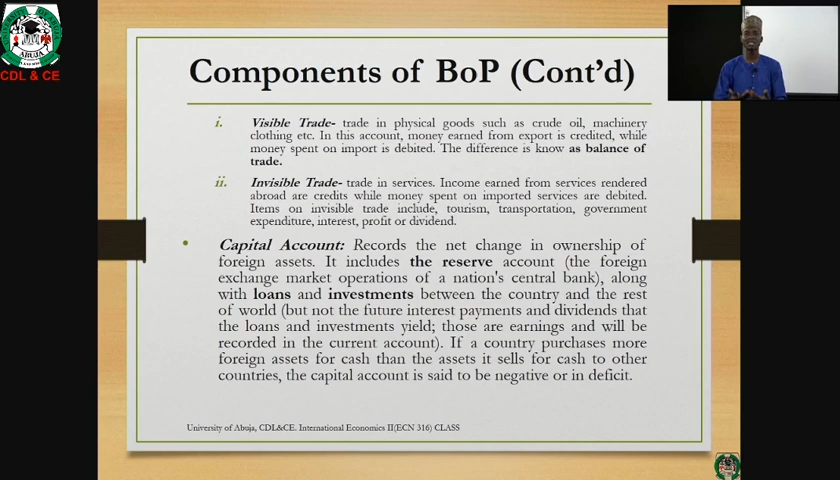 ABUJA
CDL & CE
Components of BoP (Cont'd)
i. Visible Trade- trade in physical goods such as crude oil, machinery
clothing etc. In this account, money earned from export is credited, while
money spent on import is debited. The difference is know as balance of
trade.
ii. Invisible Trade- trade in services. Income earned from services rendered
abroad are credits while money spent on imported services are debited.
Items on invisible trade include, tourism, transportation, government
expenditure, interest, profit or dividend.
• Capital Account: Records the net change in ownership of
foreign assets. It includes the reserve account (the foreign
exchange market operations of a nation's central bank), along
with loans and investments between the country and the rest
of world (but not the future interest payments and dividends that
the loans and investments yield; those are earnings and will be
recorded in the current account). If a country purchases more
foreign assets for cash than the assets it sells for cash to other
countries, the capital account is said to be negative or in deficit.
University of Abuja, CDL&CE. International Economics II(ECN 316) CLASS